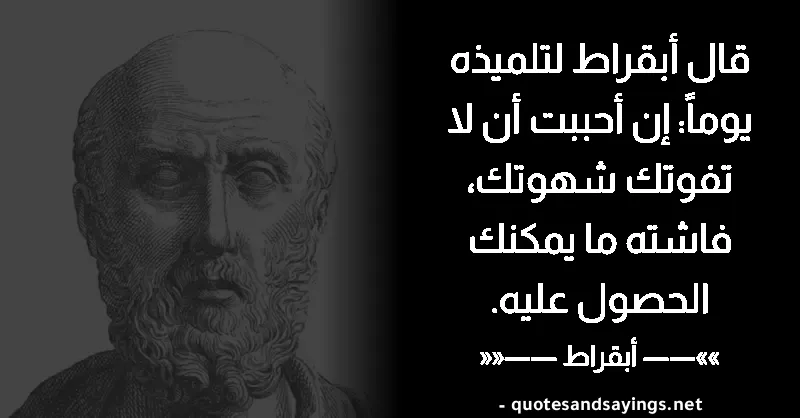 قال أبقراط لتلميذه
يوماً: إن أحببت أن لا
تفوتك شهوتك،
فاشته ما يمكنك
الحصول عليه.
»»—— أبقراط ——««
- quotesandsayings.net